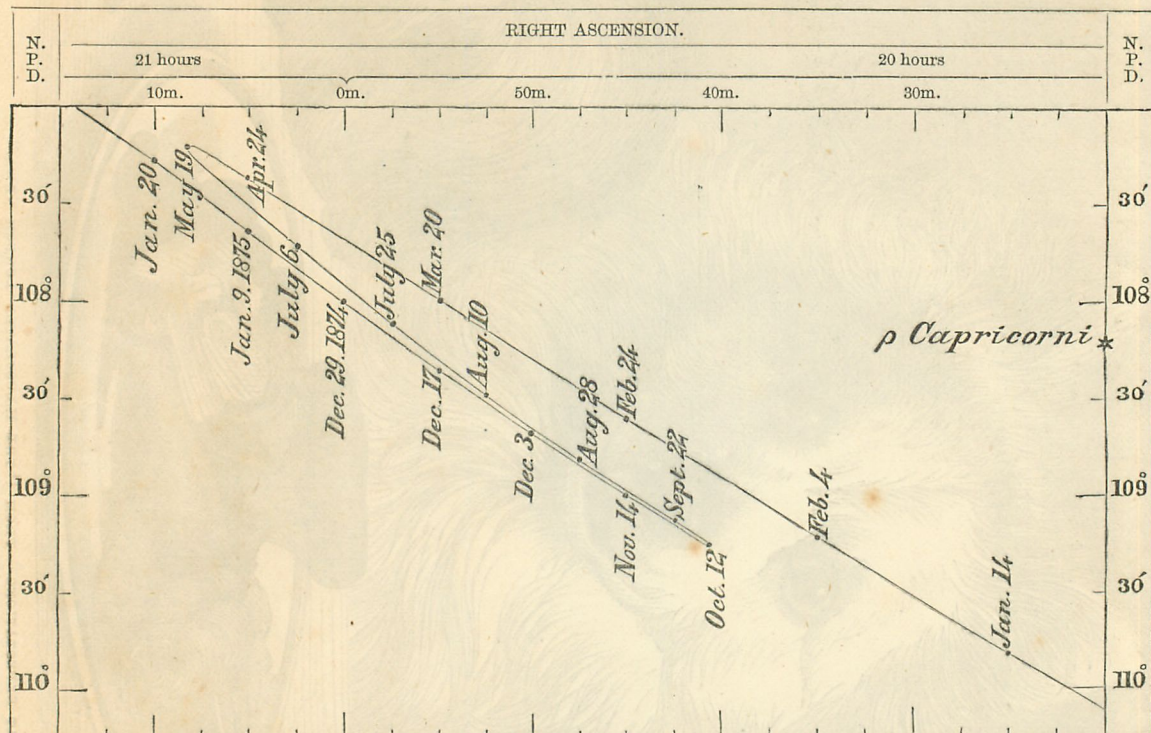 RIGHT ASCENSION.
N. P. D.
N. P. D.
21 hours 20 hours
10m. 0m. 50m. 40m. 30m.
30′ 30′
108° 108°
30′ 30′
109° 109°
30′ 30′
110° 110°
Jan. 20
May 19
Apr. 24
Jan. 9. 1875
July 6
Dec. 29. 1874
July 25
Mar. 20
Dec. 17
Aug. 10
Dec. 3
Aug. 28
Feb. 24
Nov. 14
Sept. 22
Oct. 12
Feb. 4
Jan. 14
ρ Capricorni